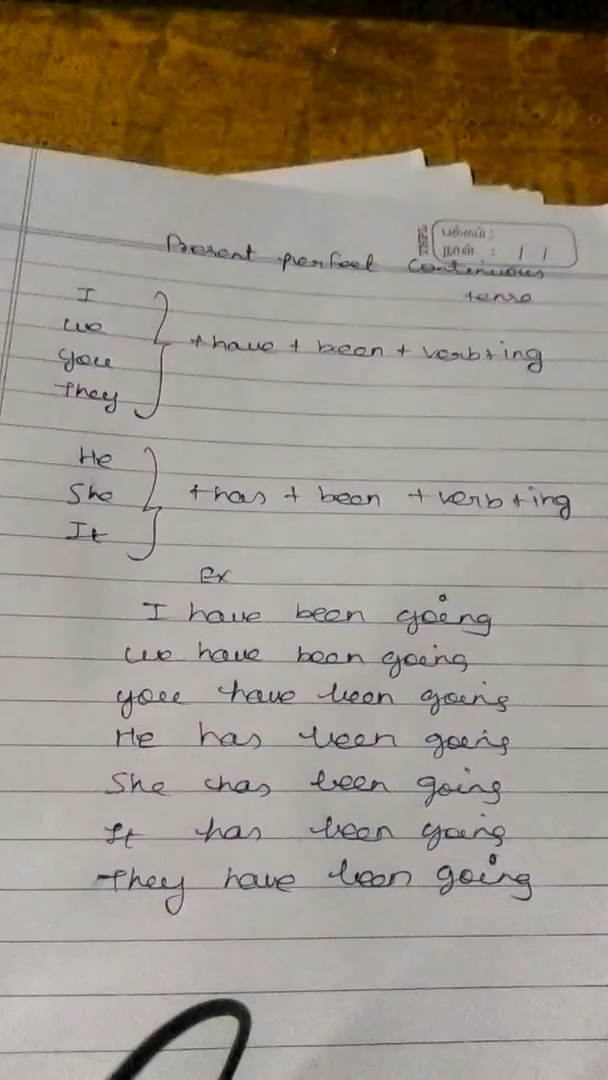 பக்கம் :
நாள் : / /
Present perfect continuous
tense
I
we
you
They
+ have + been + verb + ing
He
She
It
+ has + been + verb + ing
Ex
I have been going
we have been going
you have been going
He has been going
She has been going
It has been going
They have been going